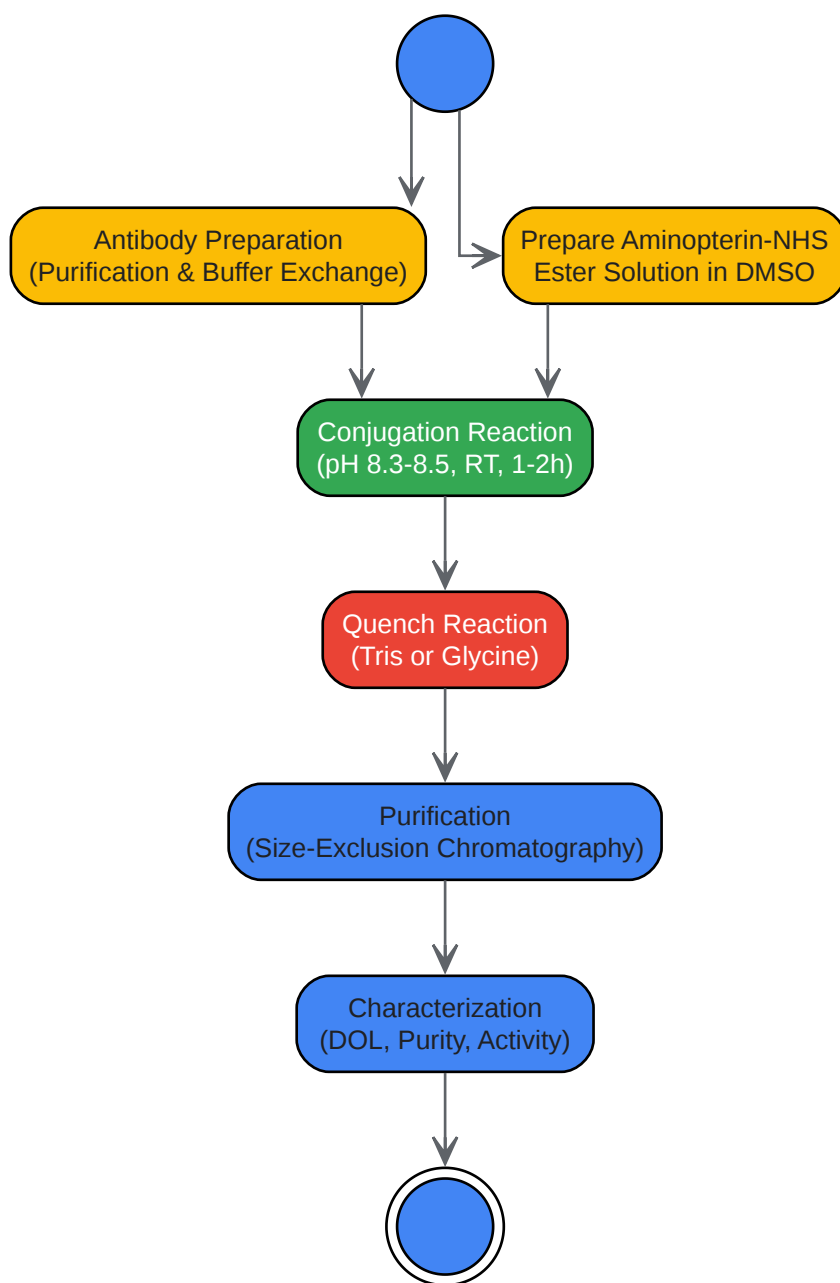 Antibody Preparation
(Purification & Buffer Exchange)
Prepare Aminopterin-NHS
Ester Solution in DMSO
Conjugation Reaction
(pH 8.3-8.5, RT, 1-2h)
Quench Reaction
(Tris or Glycine)
Purification
(Size-Exclusion Chromatography)
Characterization
(DOL, Purity, Activity)